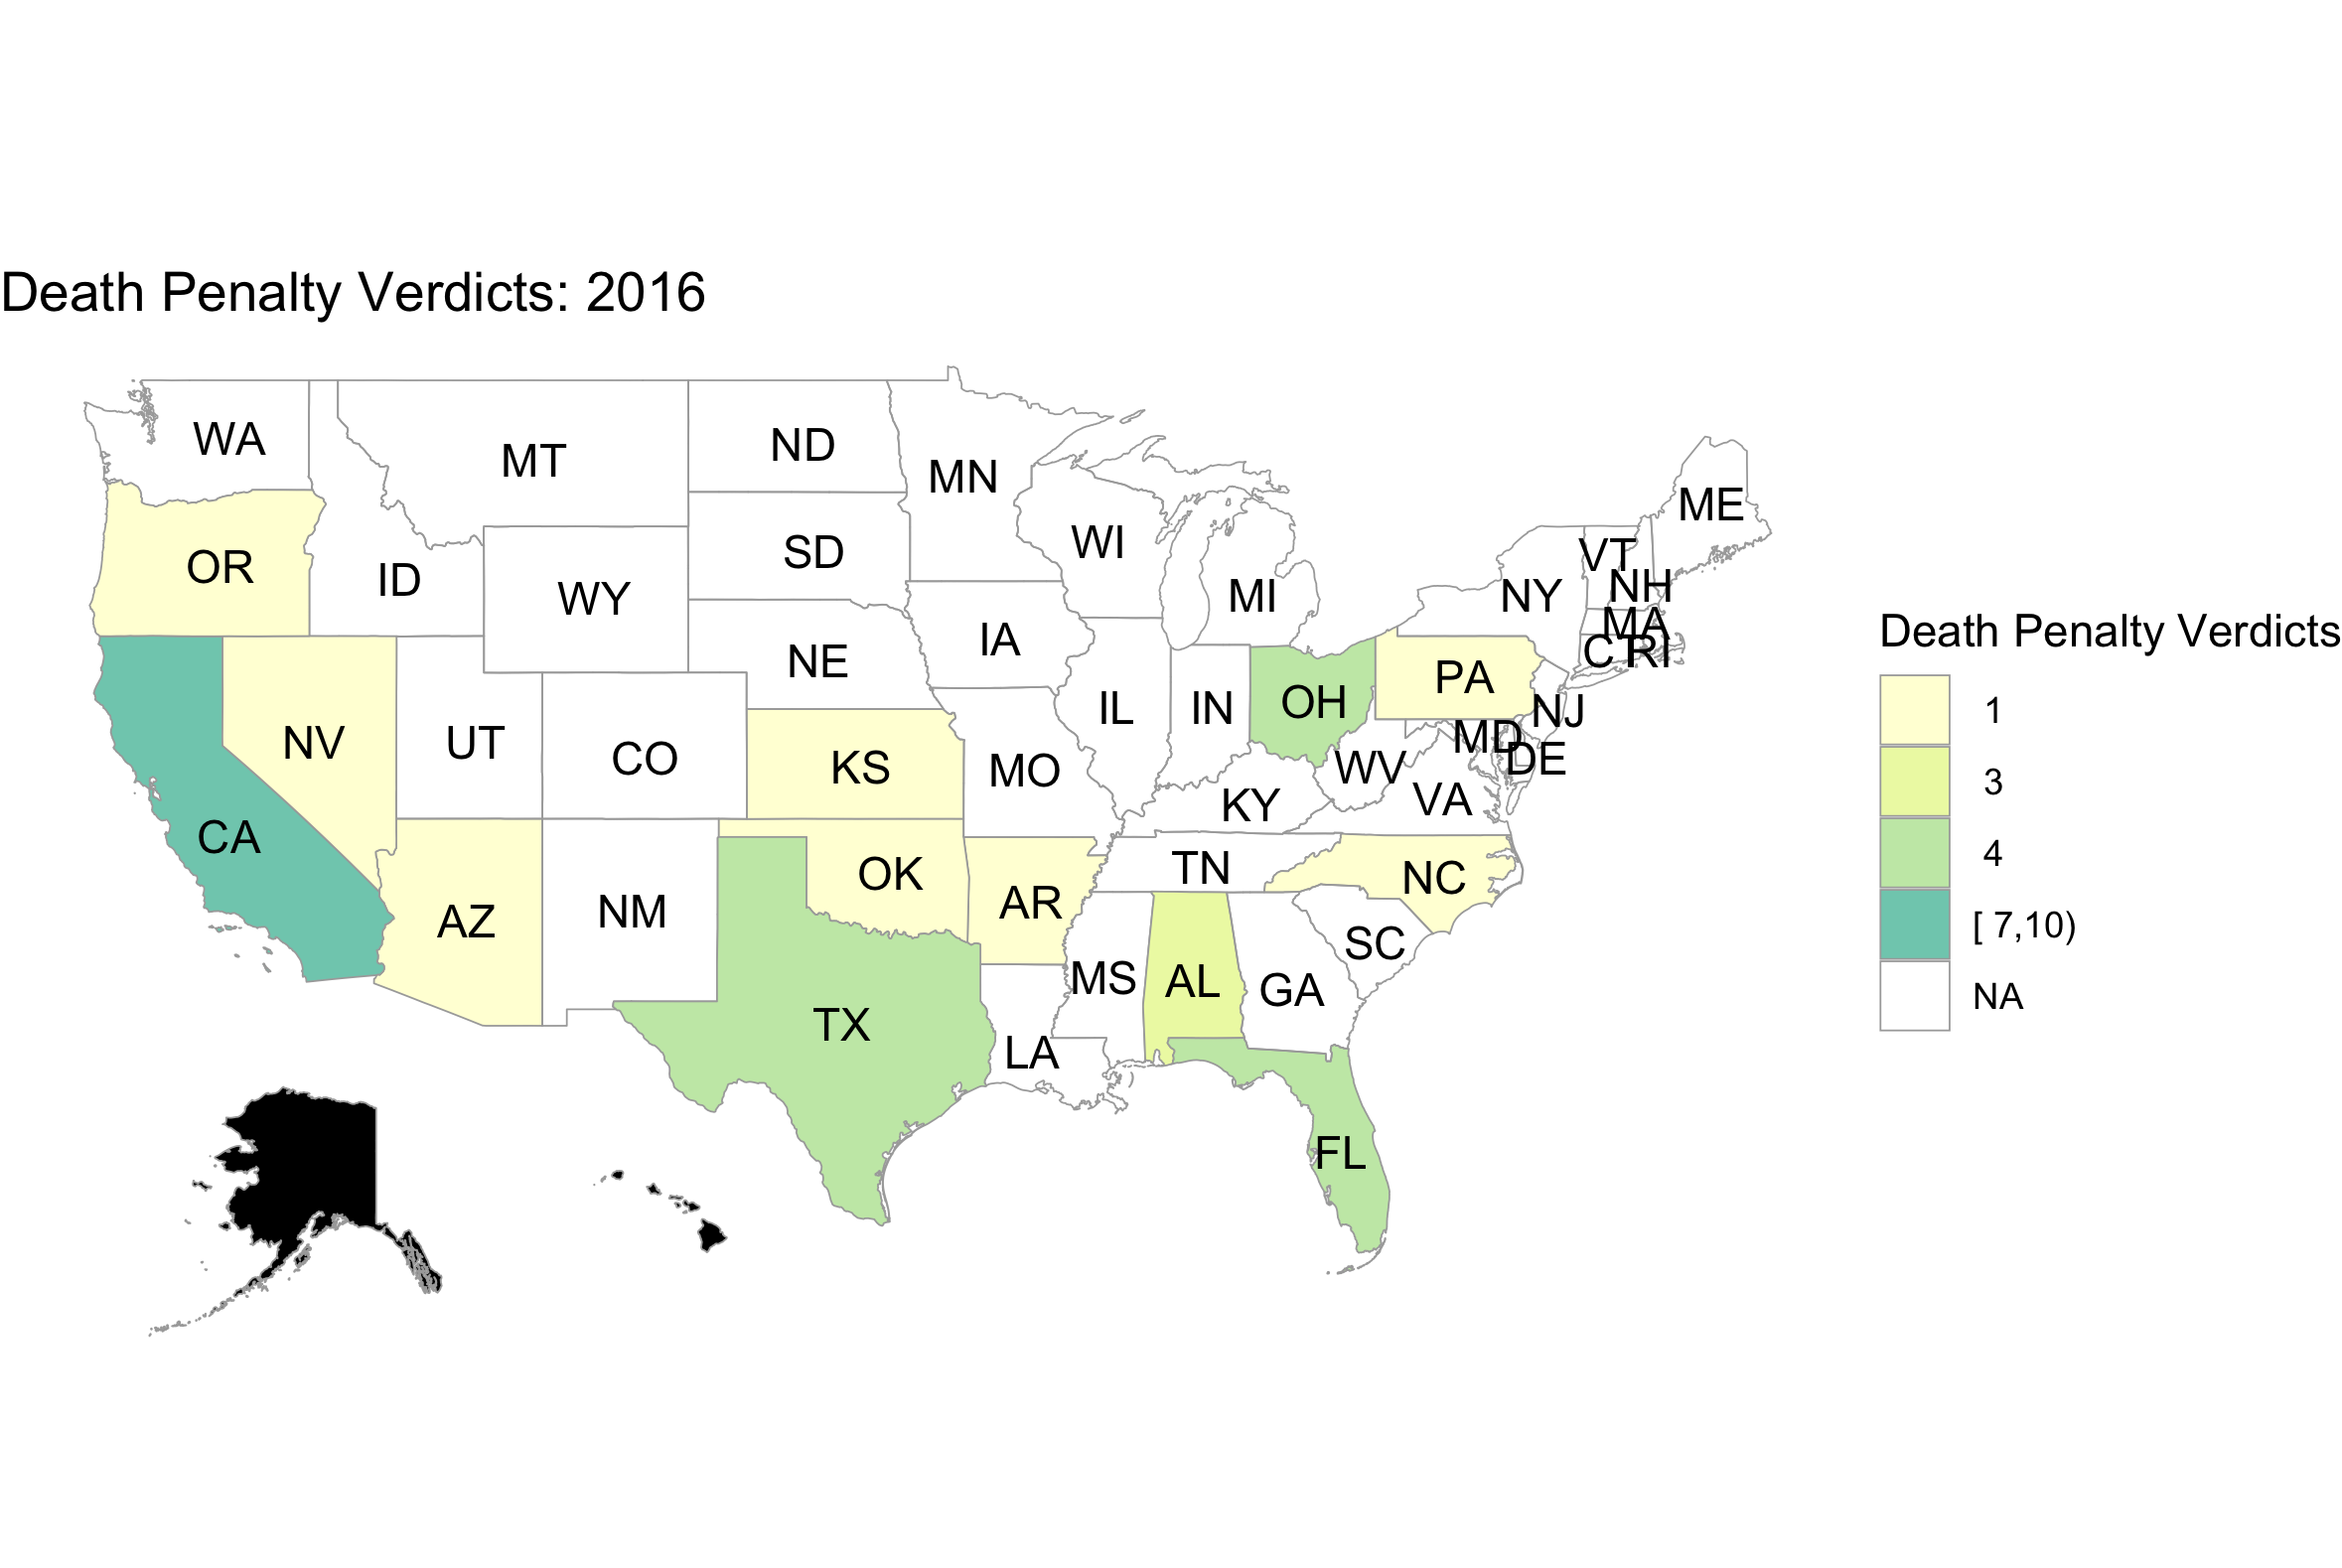 Death Penalty Verdicts: 2016
WA
MT
ND
MN
ME
OR
ID
SD
WI
VT
NH
WY
MI
NY
MA
IA
CT
RI
NE
PA
NV
UT
CO
KS
MO
IL
IN
OH
NJ
MD
DE
WV
VA
KY
CA
AZ
NM
OK
AR
TN
NC
SC
MS
AL
GA
TX
LA
FL
Death Penalty Verdicts
1
3
4
[ 7,10)
NA